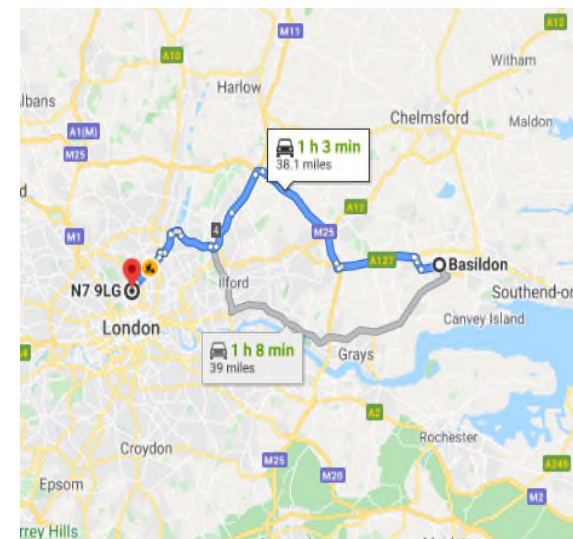 M11
A12
A10
Witham
lbans
Harlow
Chelmsford
Maldon
A1(M)
M25
1 h 3 min
38.1 miles
d
A12
M1
4
M25
A127
Basildon
N7 9LG
Ilford
Southend-on
London
Canvey Island
1 h 8 min
39 miles
Grays
A2
Rochester
Croydon
M25
A249
M20
Epsom
M2
rrey Hills